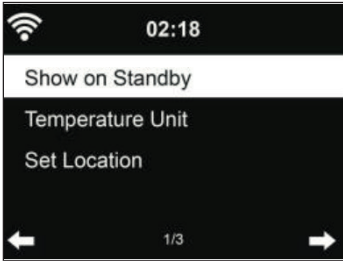 02:18
Show on Standby
Temperature Unit
Set Location
1/3